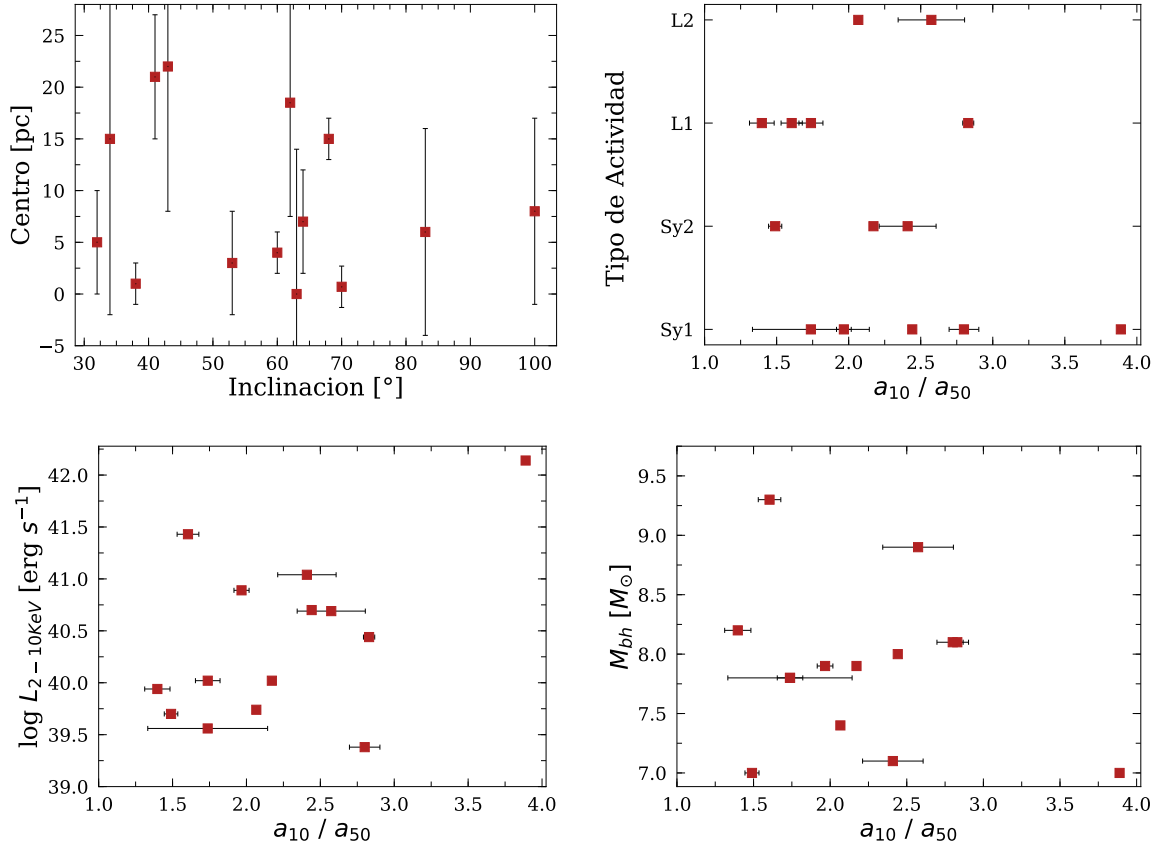 Centro [pc]
25
20
15
10
5
0
−5
30 40 50 60 70 80 90 100
Inclinacion [°]
Tipo de Actividad
L2
L1
Sy2
Sy1
1.0 1.5 2.0 2.5 3.0 3.5 4.0
a10 / a50
log L2−10KeV [erg s−1]
42.0
41.5
41.0
40.5
40.0
39.5
39.0
1.0 1.5 2.0 2.5 3.0 3.5 4.0
a10 / a50
Mbh [M⊙]
9.5
9.0
8.5
8.0
7.5
7.0
1.0 1.5 2.0 2.5 3.0 3.5 4.0
a10 / a50